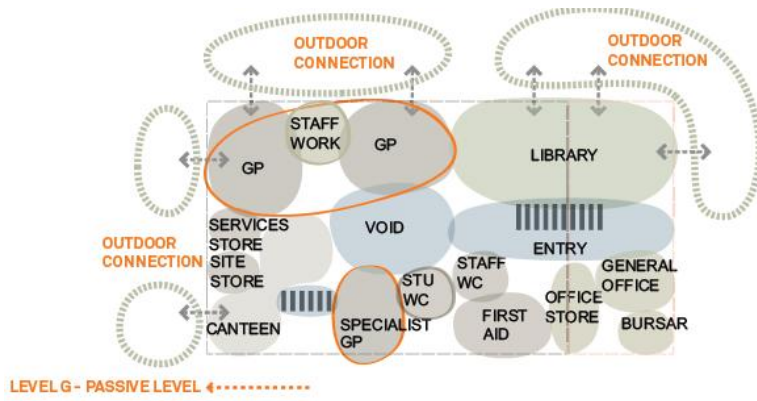 OUTDOOR
CONNECTION
OUTDOOR
CONNECTION
STAFF
WORK
GP
GP
LIBRARY
SERVICES
STORE
VOID
ENTRY
OUTDOOR
CONNECTION
SITE
STORE
STU
WC
STAFF
WC
GENERAL
OFFICE
CANTEEN
SPECIALIST
GP
FIRST
AID
OFFICE
STORE
BURSAR
LEVEL G - PASSIVE LEVEL